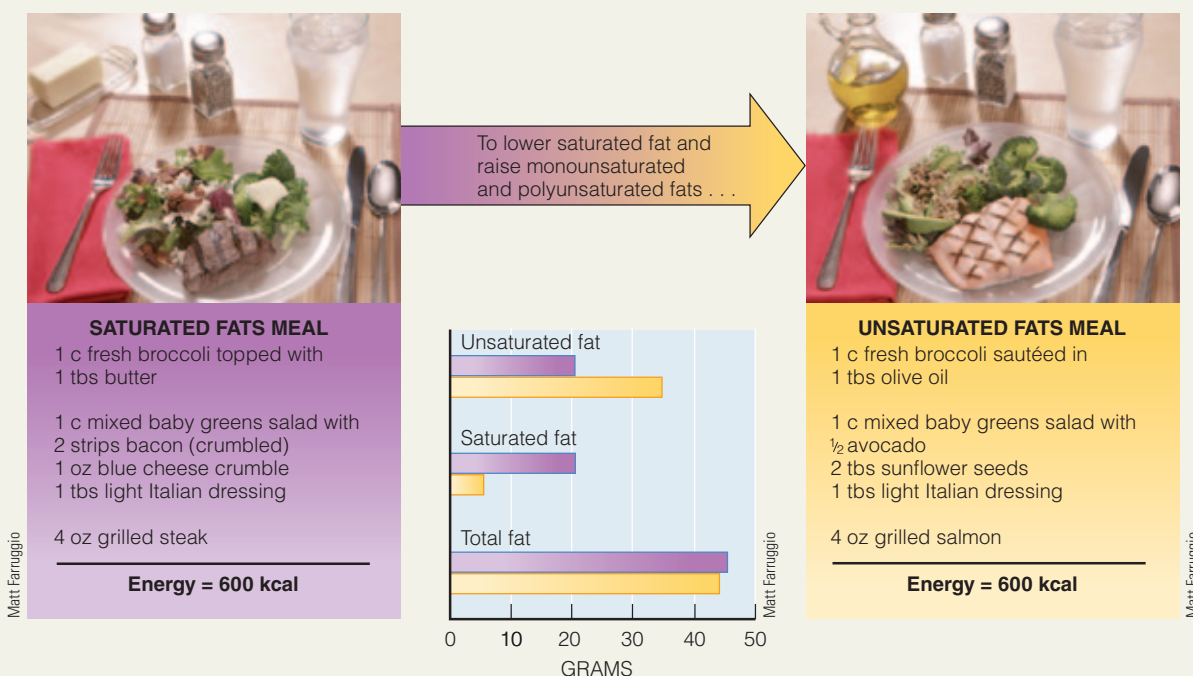 To lower saturated fat and
raise monounsaturated
and polyunsaturated fats . . .
SATURATED FATS MEAL
1 c fresh broccoli topped with
1 tbs butter
1 c mixed baby greens salad with
2 strips bacon (crumbled)
1 oz blue cheese crumble
1 tbs light Italian dressing
4 oz grilled steak
Energy = 600 kcal
Matt Farruggio
Unsaturated fat
Saturated fat
Total fat
0 10 20 30 40 50
GRAMS
Matt Farruggio
UNSATURATED FATS MEAL
1 c fresh broccoli sautéed in
1 tbs olive oil
1 c mixed baby greens salad with
½ avocado
2 tbs sunflower seeds
1 tbs light Italian dressing
4 oz grilled salmon
Energy = 600 kcal
Matt Farruggio